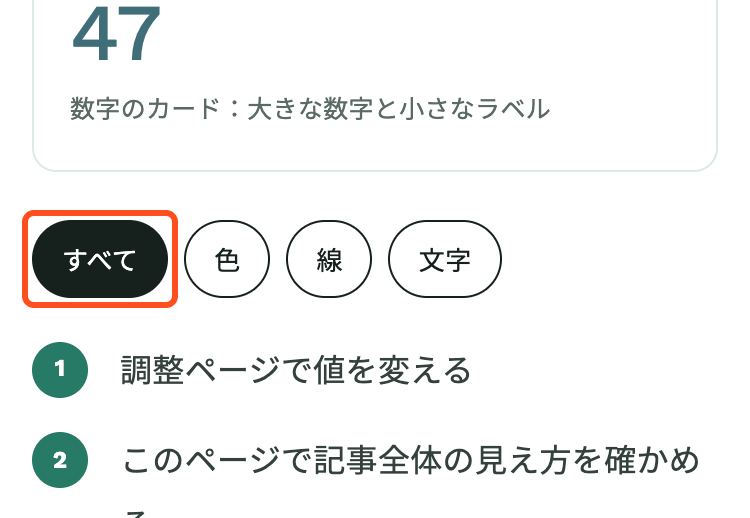 47
数字のカード：大きな数字と小さなラベル
すべて 色 線 文字
1 調整ページで値を変える
2 このページで記事全体の見え方を確かめ
る